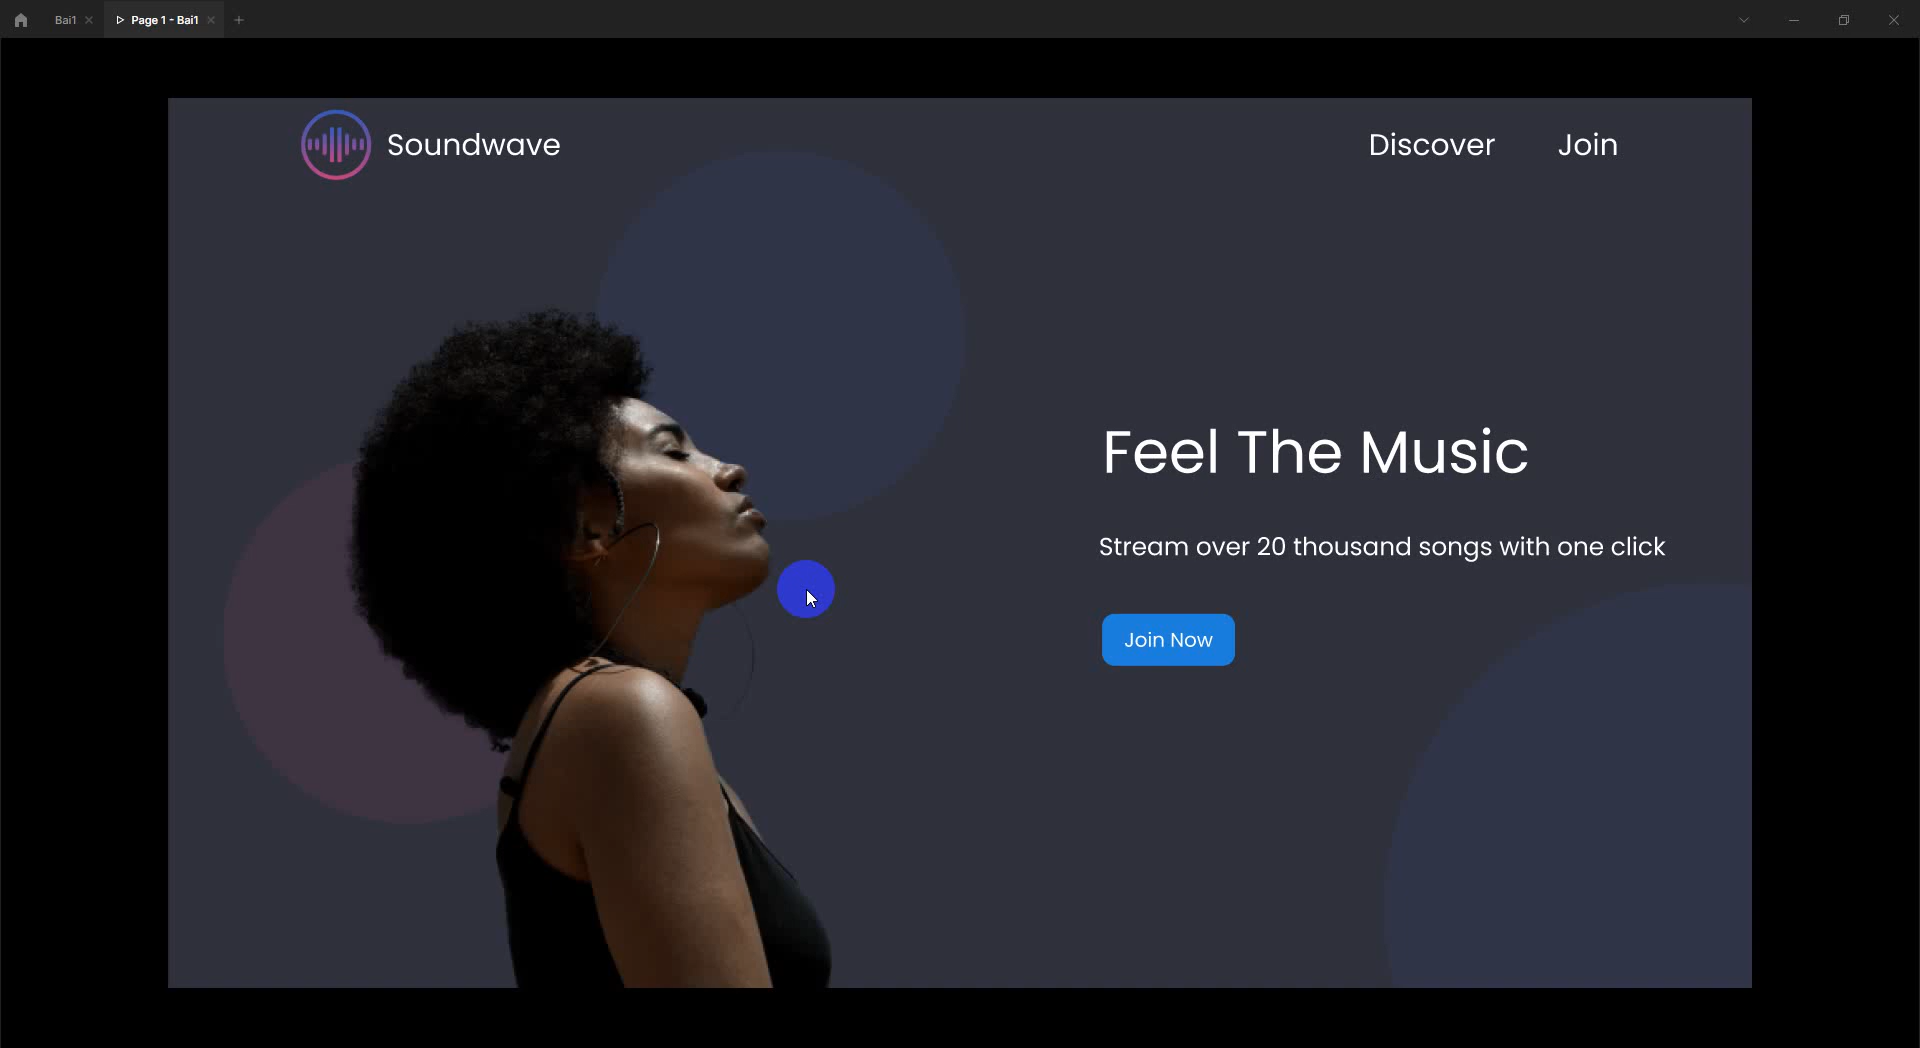 Bai1
Page 1 - Bai1
Soundwave
Discover
Join
Feel The Music
Stream over 20 thousand songs with one click
Join Now